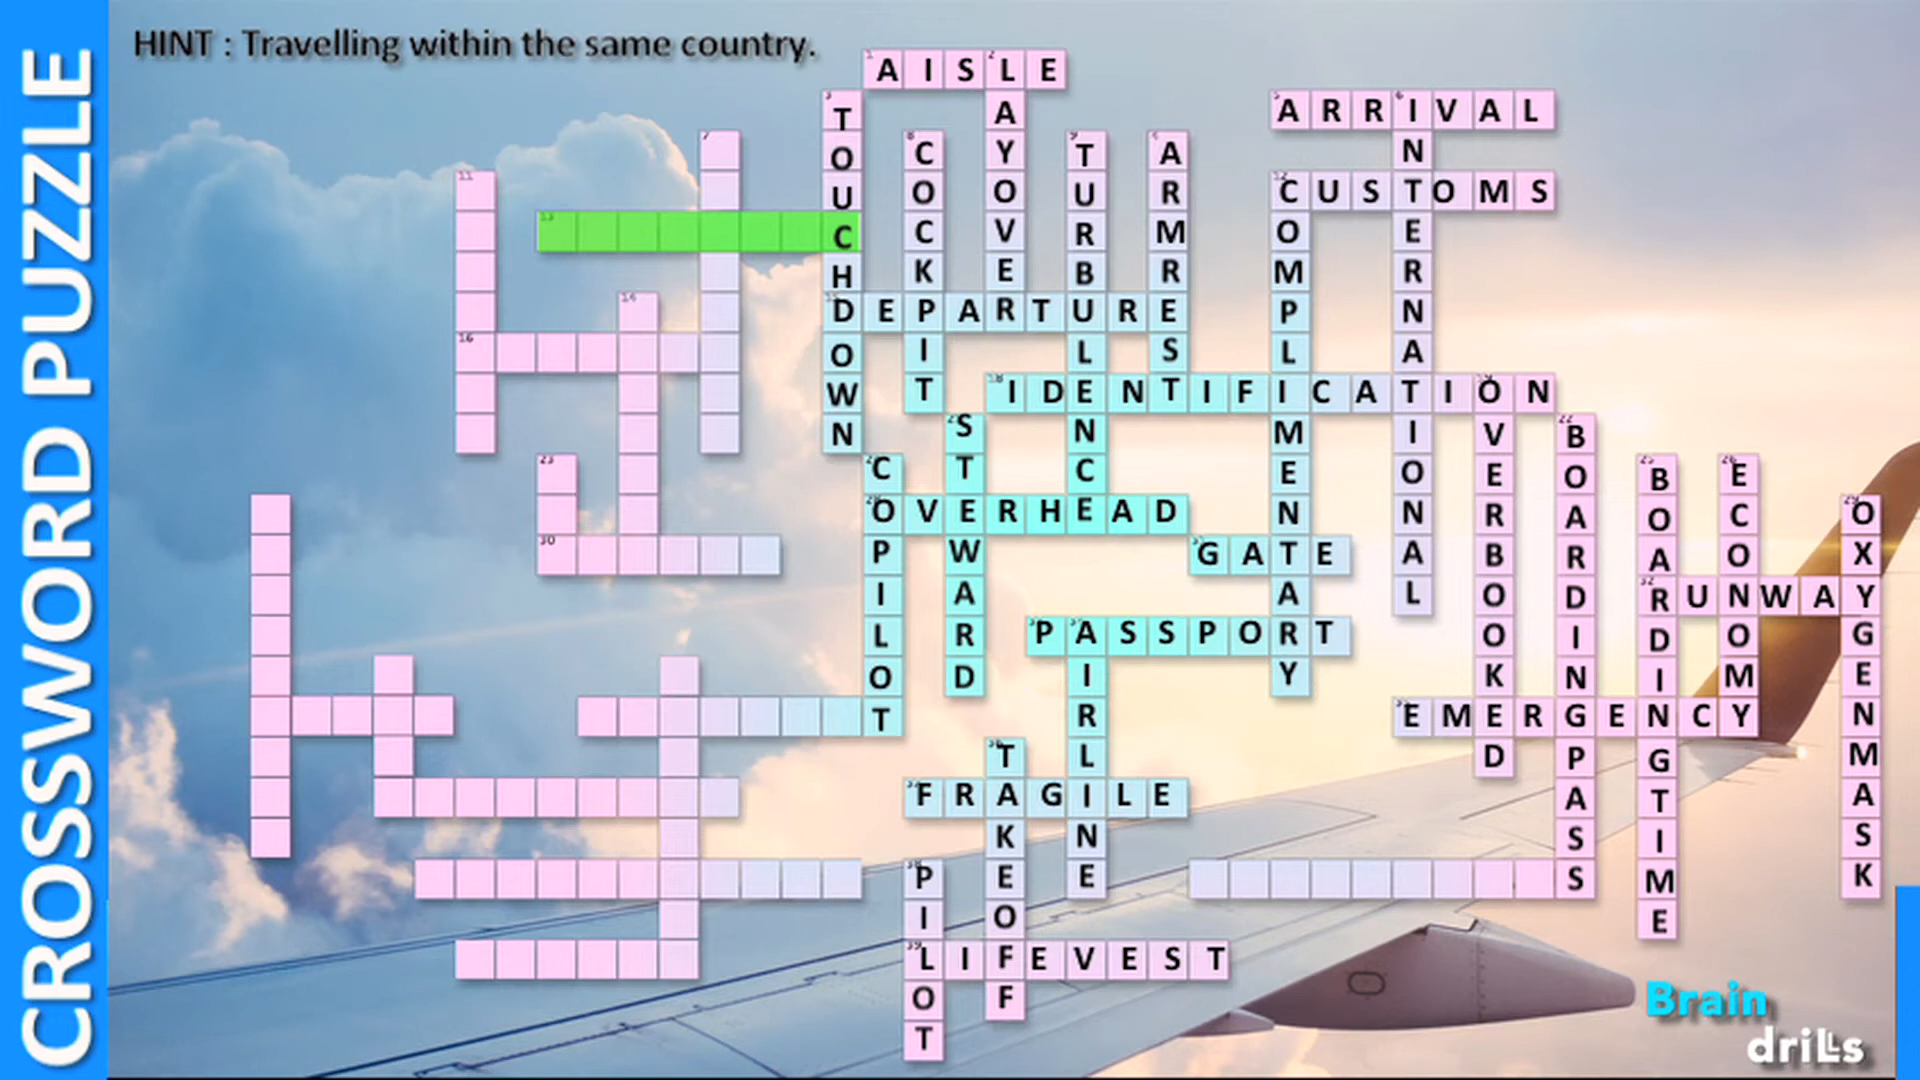 CROSSWORD PUZZLE
HINT : Travelling within the same country.
AISLE
LAYOVER
TOUCHDOWN
ARRIVAL
INTERNATIONAL
COCKPIT
TURBULENCE
ARMREST
CUSTOMS
COMPLIMENTARY
DEPARTURE
IDENTIFICATION
OVERBOOKED
STEWARD
BOARDINGPASS
COPILOT
BOARDINGTIME
ECONOMY
OVERHEAD
OXYGENMASK
GATE
RUNWAY
PASSPORT
AIRLINE
EMERGENCY
TAKEOFF
FRAGILE
PILOT
LIFEVEST
Brain
drills